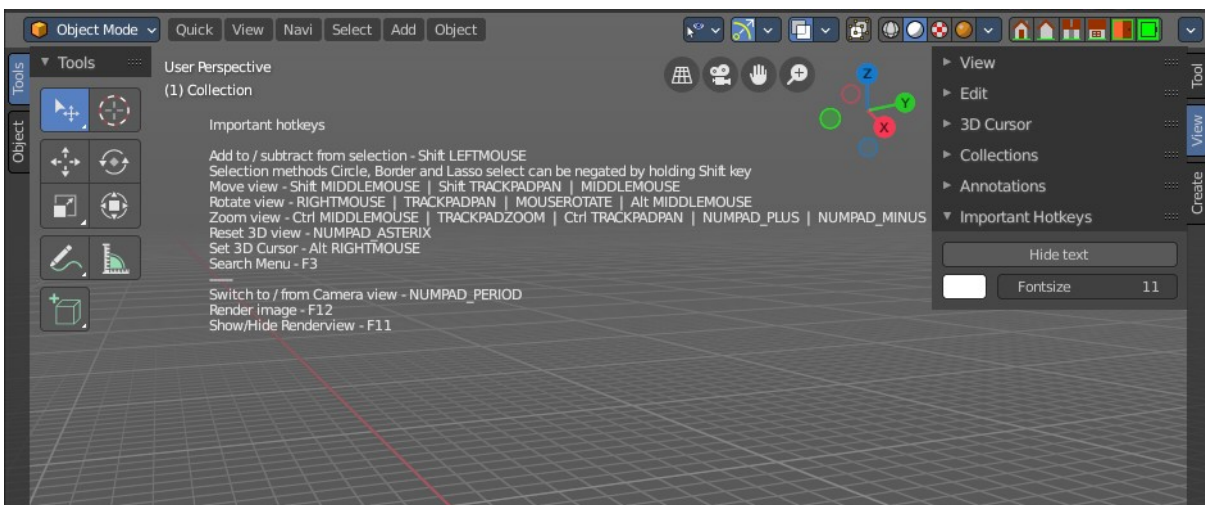 Object Mode Quick View Navi Select Add Object
Tools
Object
Tools
User Perspective
(1) Collection
Important hotkeys
Add to / subtract from selection - Shift LEFTMOUSE
Selection methods Circle, Border and Lasso select can be negated by holding Shift key
Move view - Shift MIDDLEMOUSE | Shift TRACKPADPAN | MIDDLEMOUSE
Rotate view - RIGHTMOUSE | TRACKPADPAN | MOUSEROTATE | Alt MIDDLEMOUSE
Zoom view - Ctrl MIDDLEMOUSE | TRACKPADZOOM | Ctrl TRACKPADPAN | NUMPAD_PLUS | NUMPAD_MINUS
Reset 3D view - NUMPAD_ASTERIX
Set 3D Cursor - Alt RIGHTMOUSE
Search Menu - F3
Switch to / from Camera view - NUMPAD_PERIOD
Render image - F12
Show/Hide Renderview - F11
Z
Y
X
View
Edit
3D Cursor
Collections
Annotations
Important Hotkeys
Hide text
Fontsize 11
Tool
View
Create